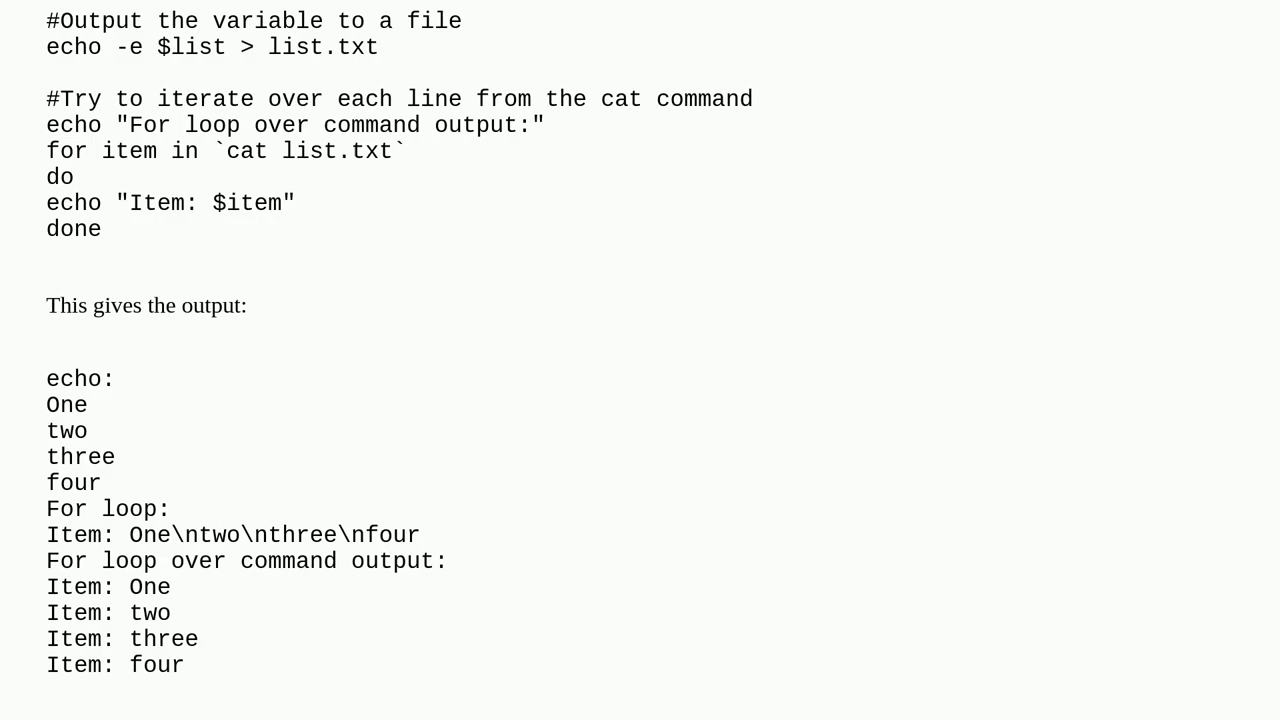 #Output the variable to a file
echo -e $list > list.txt
#Try to iterate over each line from the cat command
echo "For loop over command output:"
for item in `cat list.txt`
do
echo "Item: $item"
done
This gives the output:
echo:
One
two
three
four
For loop:
Item: One\ntwo\nthree\nfour
For loop over command output:
Item: One
Item: two
Item: three
Item: four